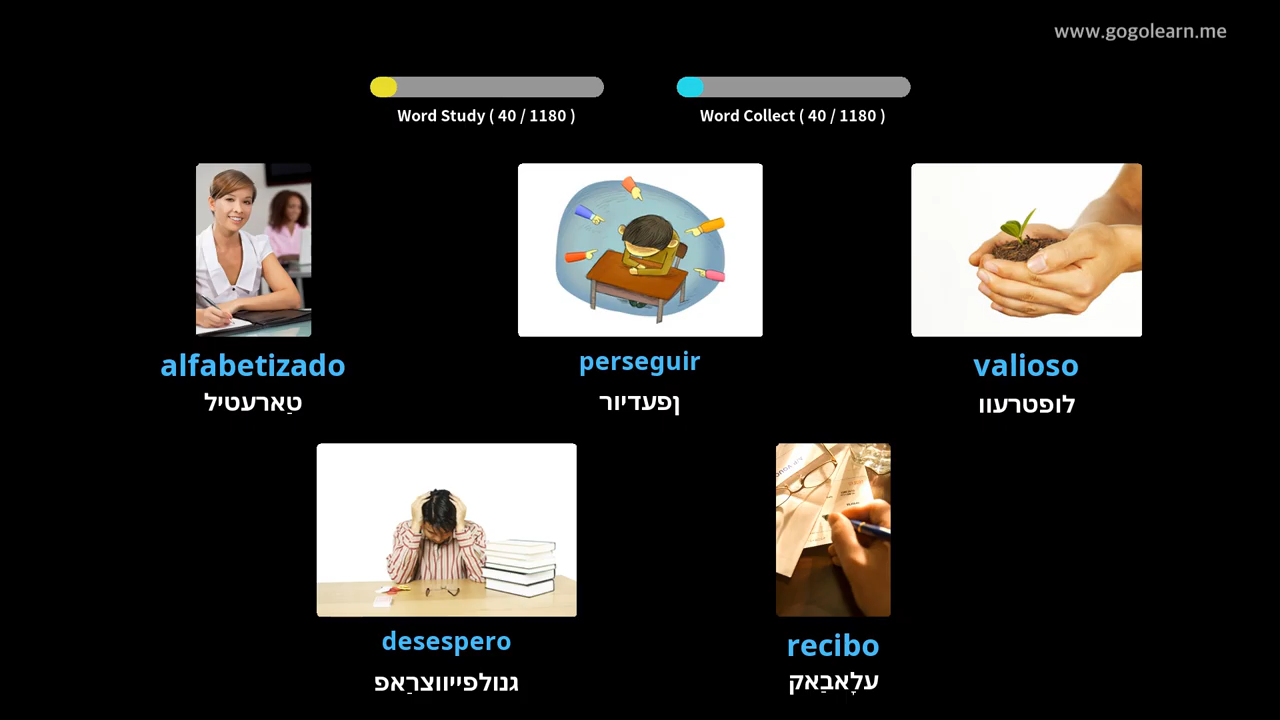 www.gogolearn.me
Word Study ( 40 / 1180 )
Word Collect ( 40 / 1180 )
alfabetizado
טַארעטיל
perseguir
ןפעדיור
valioso
לופטרעוו
desespero
גנולפייווצרַאפ
recibo
עלָאבַאק